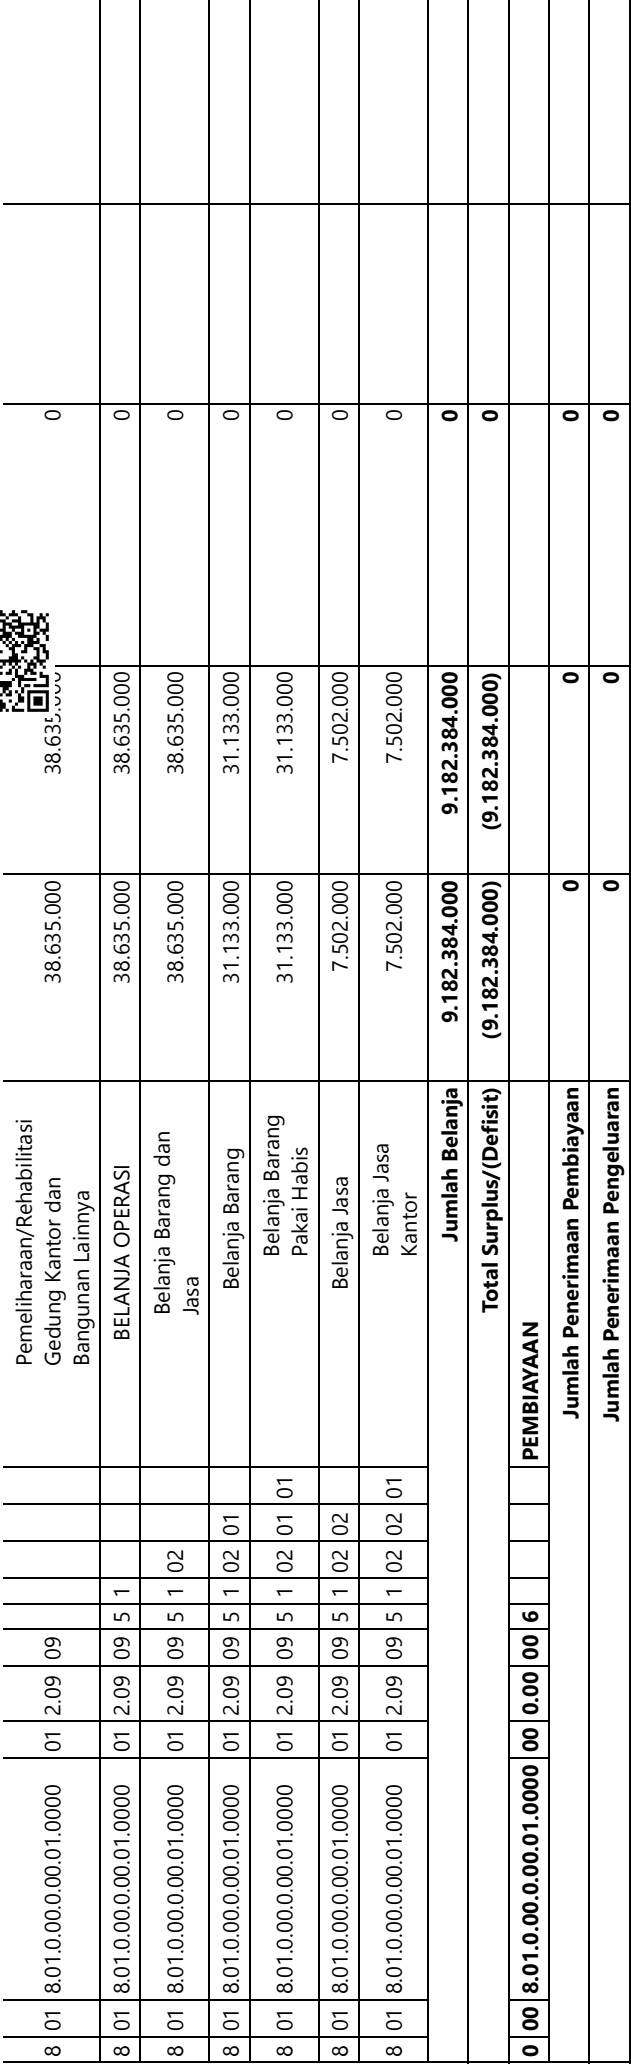 Pemeliharaan/Rehabilitasi
8 01 8.01.0.00.0.00.01.0000 01 2.09 09 Gedung Kantor dan 38.635.000 38.635.000 0
Bangunan Lainnya
8 01 8.01.0.00.0.00.01.0000 01 2.09 09 5 1 BELANJA OPERASI 38.635.000 38.635.000 0
8 01 8.01.0.00.0.00.01.0000 01 2.09 09 5 1 02 Belanja Barang dan 38.635.000 38.635.000 0
Jasa
8 01 8.01.0.00.0.00.01.0000 01 2.09 09 5 1 02 01 Belanja Barang 31.133.000 31.133.000 0
8 01 8.01.0.00.0.00.01.0000 01 2.09 09 5 1 02 01 01 Belanja Barang 31.133.000 31.133.000 0
Pakai Habis
8 01 8.01.0.00.0.00.01.0000 01 2.09 09 5 1 02 02 Belanja Jasa 7.502.000 7.502.000 0
8 01 8.01.0.00.0.00.01.0000 01 2.09 09 5 1 02 02 01 Belanja Jasa 7.502.000 7.502.000 0
Kantor
Jumlah Belanja 9.182.384.000 9.182.384.000 0
Total Surplus/(Defisit) (9.182.384.000) (9.182.384.000) 0
0 00 8.01.0.00.0.00.01.0000 00 0.00 00 6 PEMBIAYAAN
Jumlah Penerimaan Pembiayaan 0 0 0
Jumlah Penerimaan Pengeluaran 0 0 0